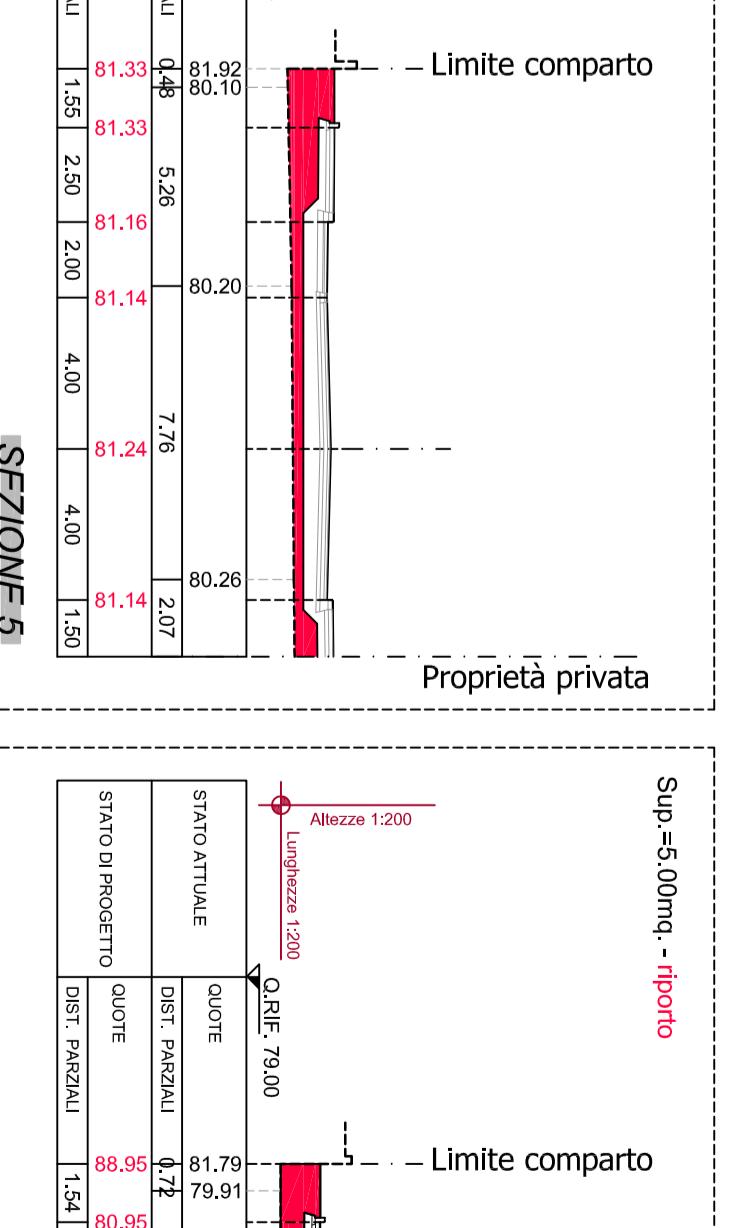 ALI
ALI
Limite comparto
81.33
81.92
0.48
80.10
1.55
81.33
2.50
5.26
81.16
2.00
80.20
81.14
4.00
7.76
81.24
4.00
80.26
81.14
2.07
1.50
SEZIONE 5
Proprietà privata
Sup.=5.00mq. - riporto
Altezze 1:200
Lunghezze 1:200
STATO ATTUALE
STATO DI PROGETTO
Q.RIF. 79.00
QUOTE
DIST. PARZIALI
QUOTE
DIST. PARZIALI
Limite comparto
88.95
81.79
0.72
79.91
1.54
80.95